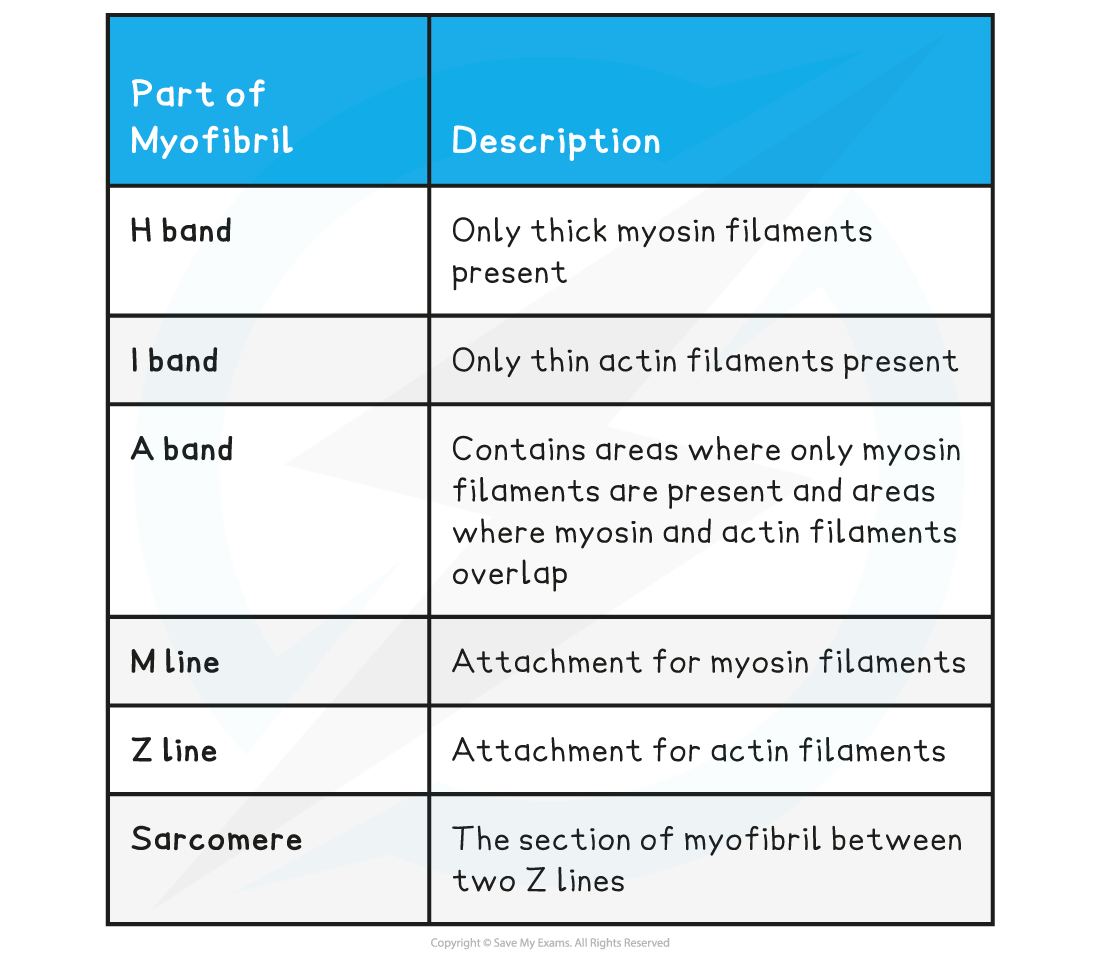 Part of
Myofibril
Description
H band
Only thick myosin filaments
present
I band
Only thin actin filaments present
A band
Contains areas where only myosin
filaments are present and areas
where myosin and actin filaments
overlap
M line
Attachment for myosin filaments
Z line
Attachment for actin filaments
Sarcomere
The section of myofibril between
two Z lines
Copyright © Save My Exams. All Rights Reserved